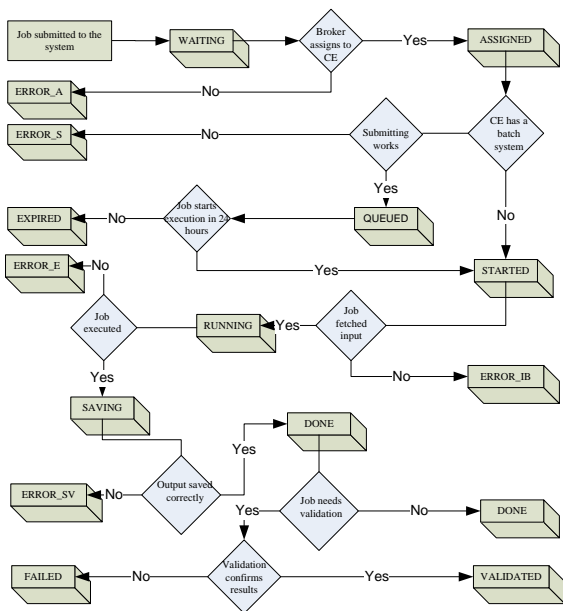 Job submitted to the
system
WAITING
Broker
assigns to
CE
Yes
ASSIGNED
No
ERROR_A
ERROR_S
No
Submitting
works
CE has a
batch
system
Yes
No
EXPIRED
No
Job starts
execution in 24
hours
QUEUED
Yes
STARTED
ERROR_E
No
Job
executed
RUNNING
Yes
Job
fetched
input
No
ERROR_IB
Yes
SAVING
Yes
DONE
ERROR_SV
No
Output saved
correctly
Job needs
validation
No
DONE
Yes
FAILED
No
Validation
confirms
results
Yes
VALIDATED